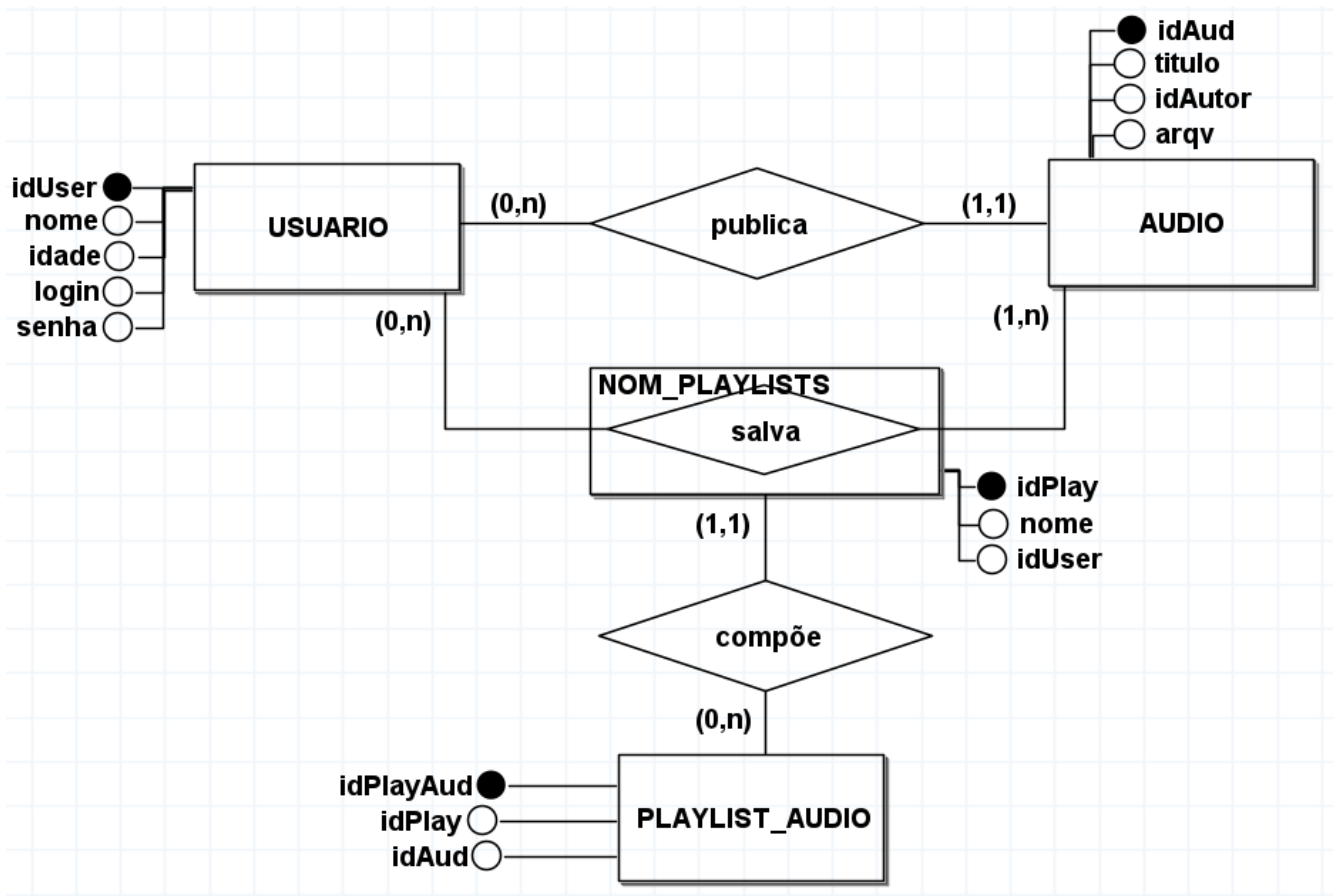 idAud
titulo
idAutor
arqv
idUser
nome
idade
login
senha
USUARIO
(0,n)
publica
(1,1)
AUDIO
(0,n)
(1,n)
NOM_PLAYLISTS
salva
idPlay
nome
idUser
(1,1)
compõe
(0,n)
idPlayAud
idPlay
idAud
PLAYLIST_AUDIO